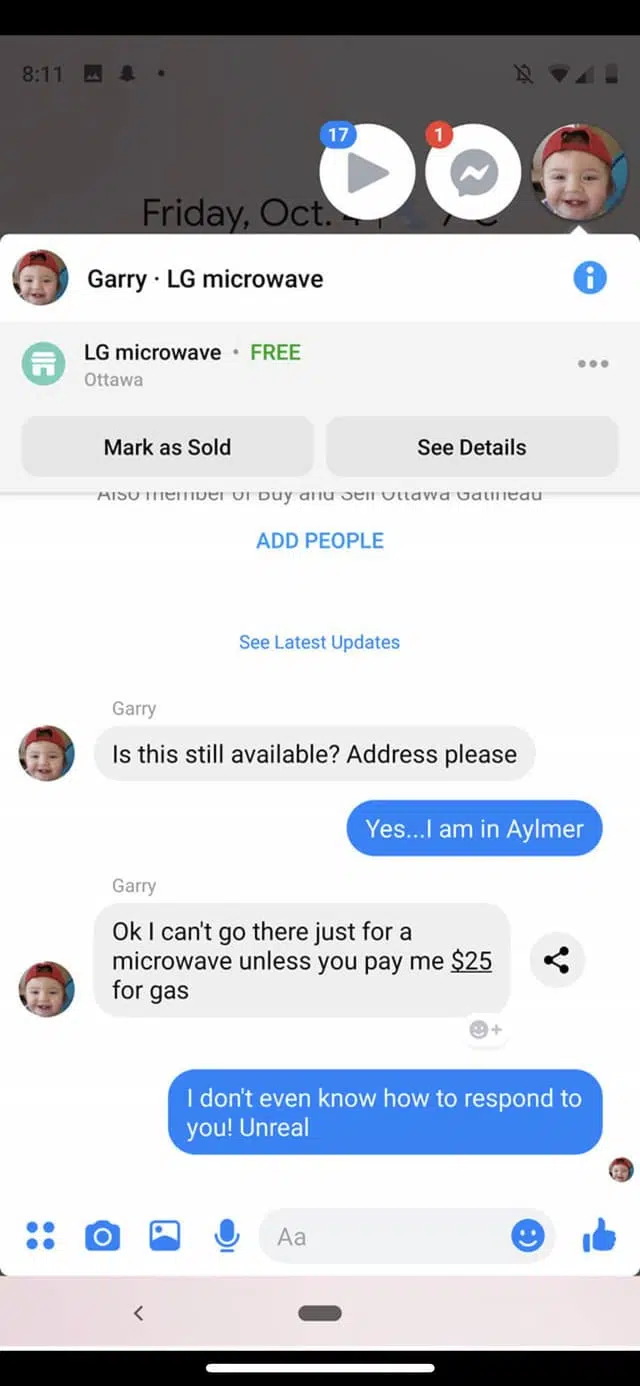 8:11
17
1
Friday, Oct. 4
Garry · LG microwave
LG microwave · FREE
Ottawa
Mark as Sold
See Details
Also member of Buy and Sell Ottawa Gatineau
ADD PEOPLE
See Latest Updates
Garry
Is this still available? Address please
Yes...I am in Aylmer
Garry
Ok I can't go there just for a
microwave unless you pay me $25
for gas
I don't even know how to respond to
you! Unreal
Aa